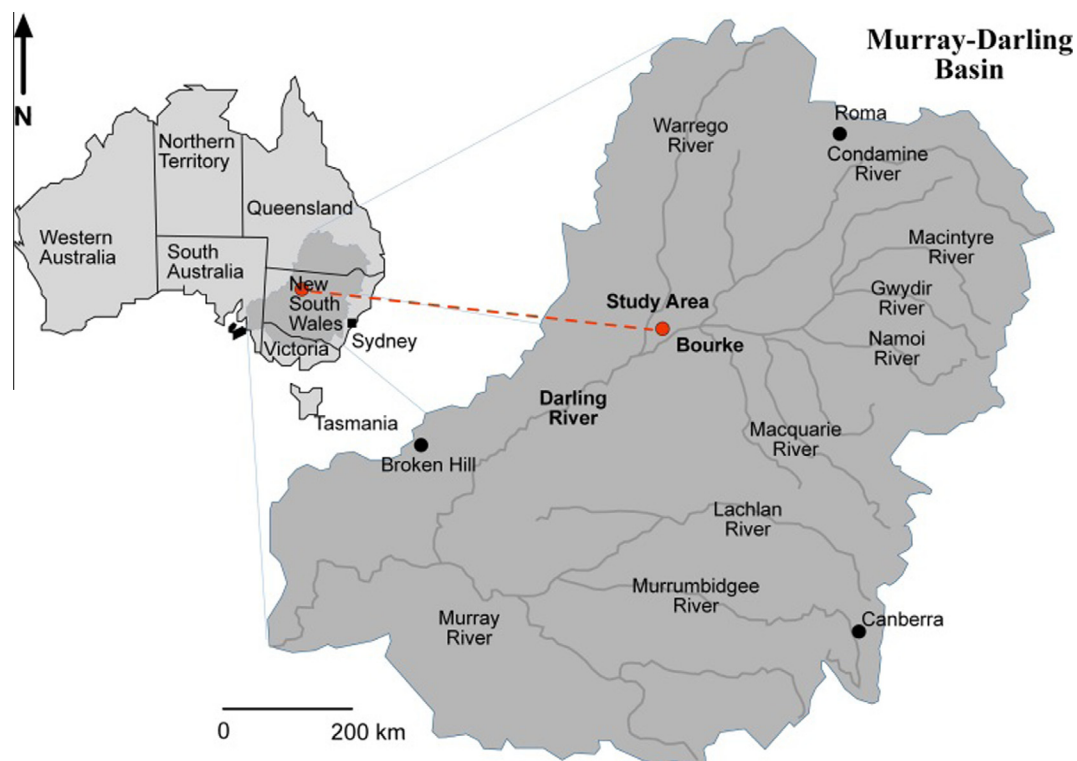 Murray-Darling
Basin
N
Northern
Territory
Queensland
Western
Australia
South
Australia
New
South
Wales
Victoria
Sydney
Tasmania
Warrego
River
Roma
Condamine
River
Macintyre
River
Gwydir
River
Namoi
River
Study Area
Bourke
Darling
River
Macquarie
River
Broken Hill
Lachlan
River
Murrumbidgee
River
Murray
River
Canberra
0
200 km